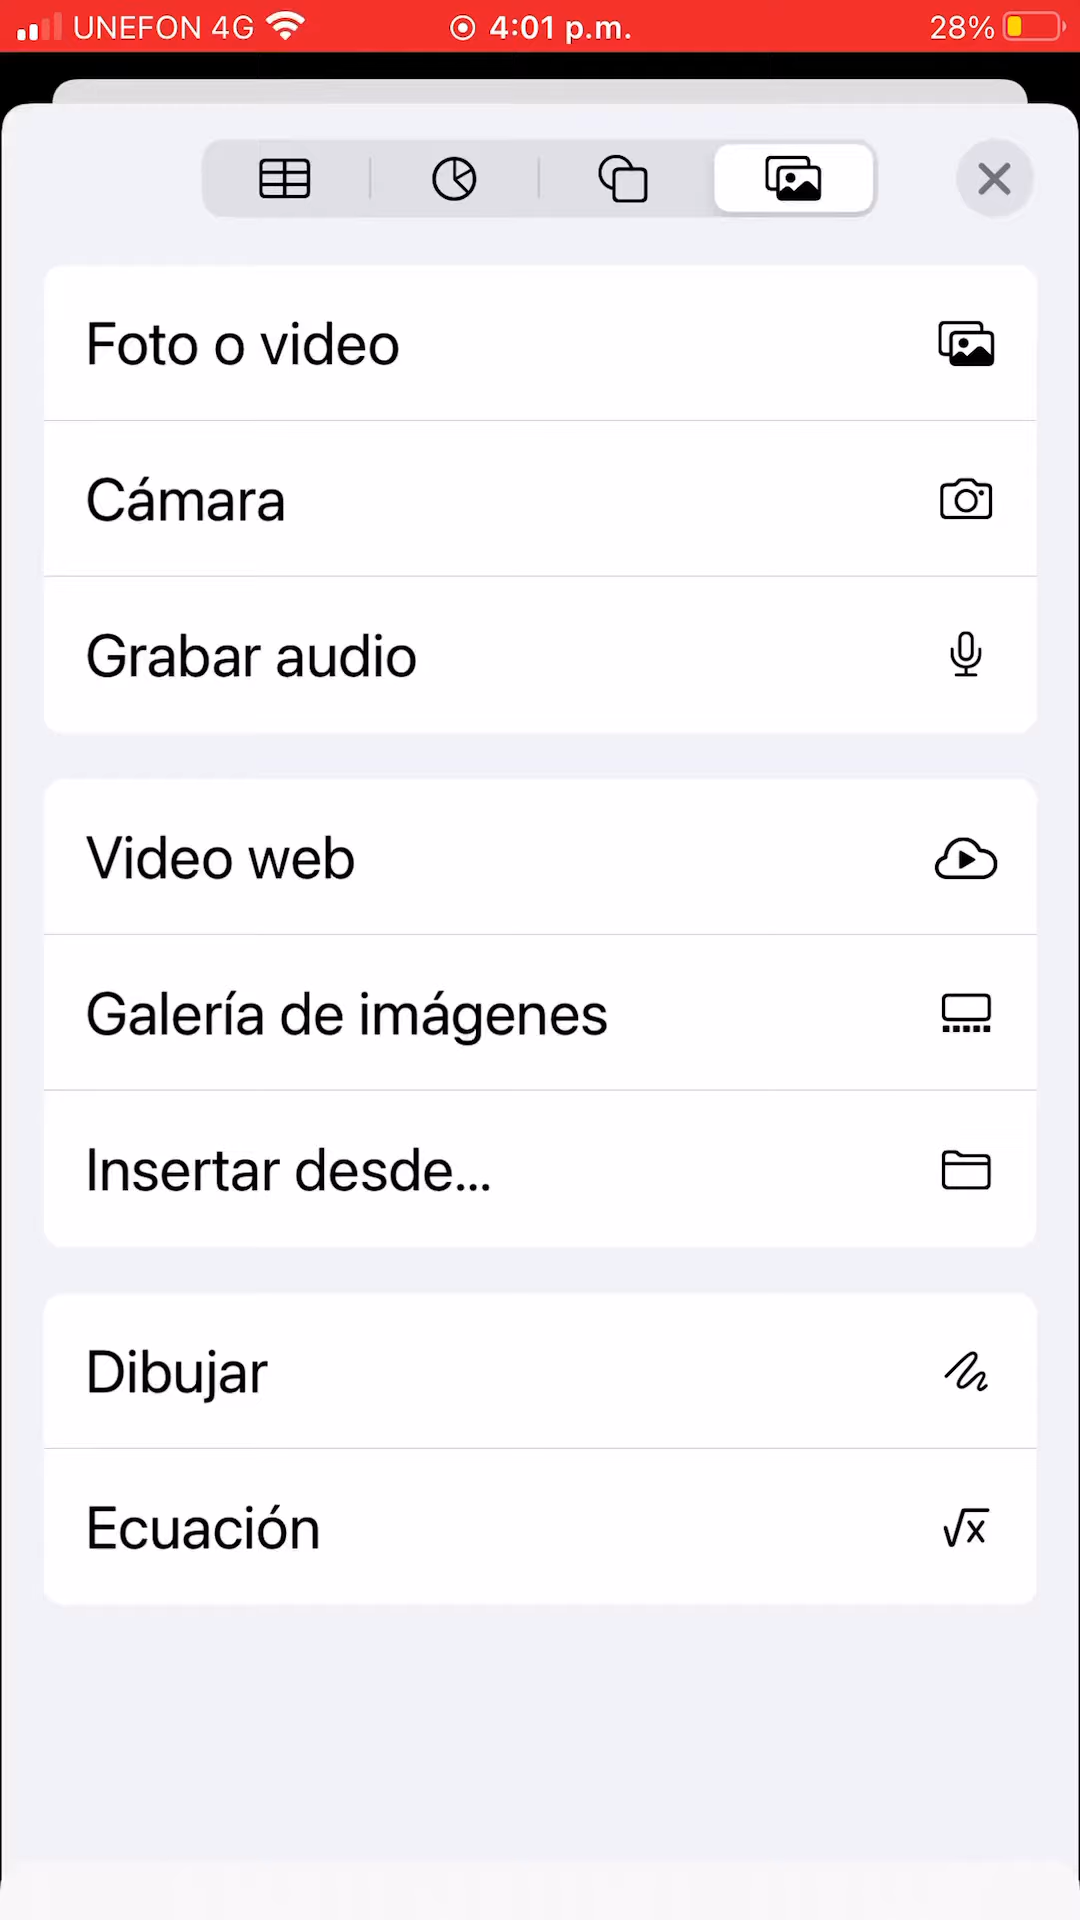 UNEFON 4G 4:01 p.m. 28%
Foto o video
Cámara
Grabar audio
Video web
Galería de imágenes
Insertar desde...
Dibujar
Ecuación